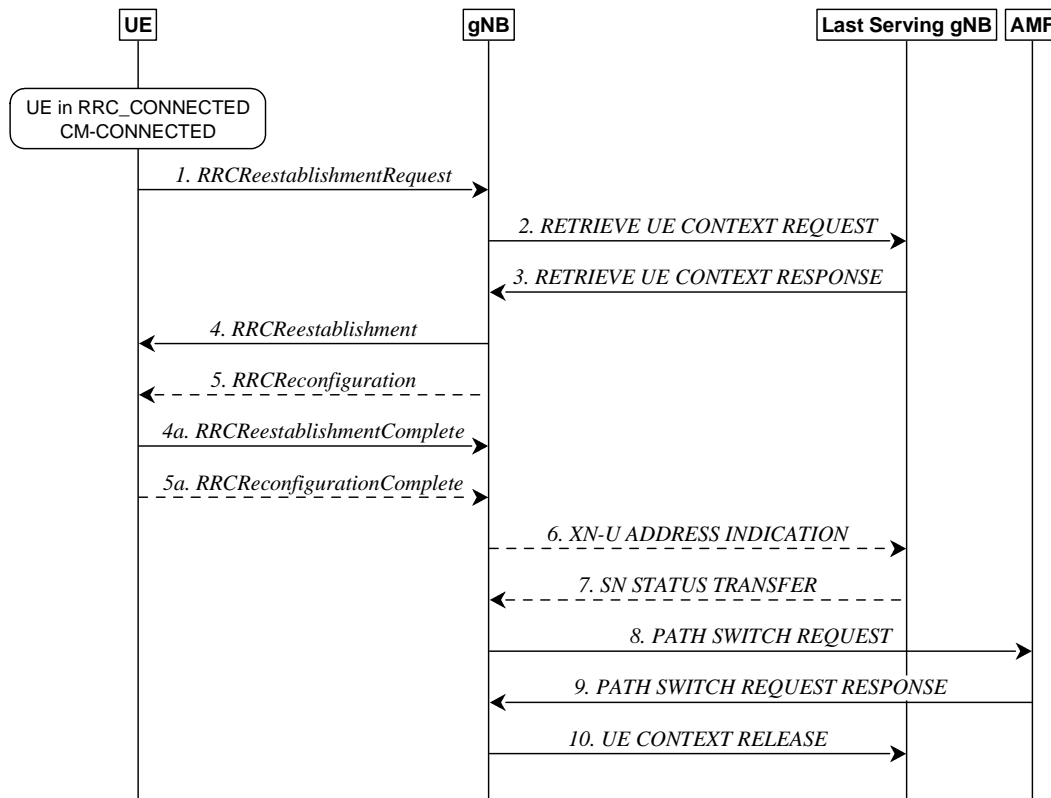 UE
gNB
Last Serving gNB
AMF
UE in RRC_CONNECTED
CM-CONNECTED
1. RRCReestablishmentRequest
2. RETRIEVE UE CONTEXT REQUEST
3. RETRIEVE UE CONTEXT RESPONSE
4. RRCReestablishment
5. RRCReconfiguration
4a. RRCReestablishmentComplete
5a. RRCReconfigurationComplete
6. XN-U ADDRESS INDICATION
7. SN STATUS TRANSFER
8. PATH SWITCH REQUEST
9. PATH SWITCH REQUEST RESPONSE
10. UE CONTEXT RELEASE